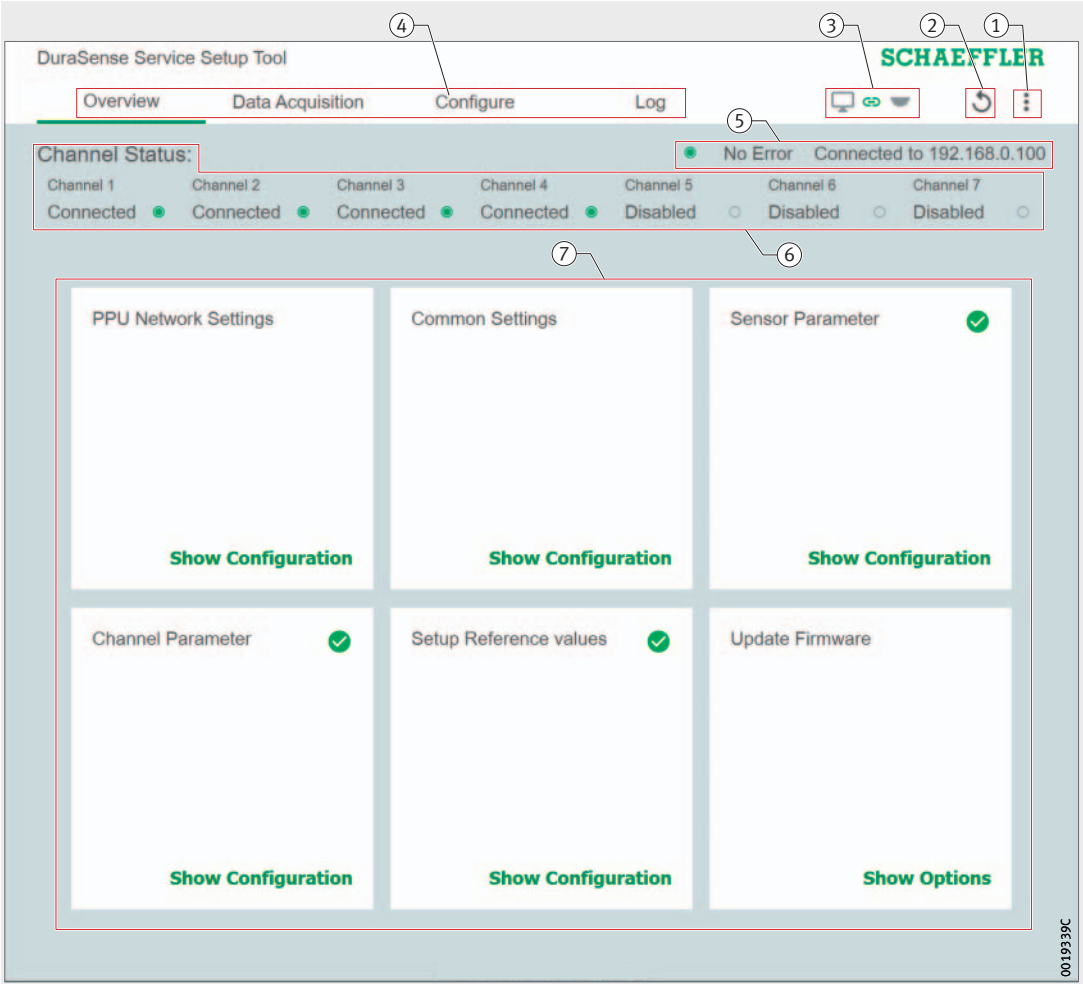 4 3 2 1
DuraSense Service Setup Tool
SCHAEFFLER
Overview Data Acquisition Configure Log
5
Channel Status:
No Error Connected to 192.168.0.100
Channel 1 Channel 2 Channel 3 Channel 4 Channel 5 Channel 6 Channel 7
Connected Connected Connected Connected Disabled Disabled Disabled
7 6
PPU Network Settings Common Settings Sensor Parameter
Show Configuration Show Configuration Show Configuration
Channel Parameter Setup Reference values Update Firmware
Show Configuration Show Configuration Show Options
0019339C